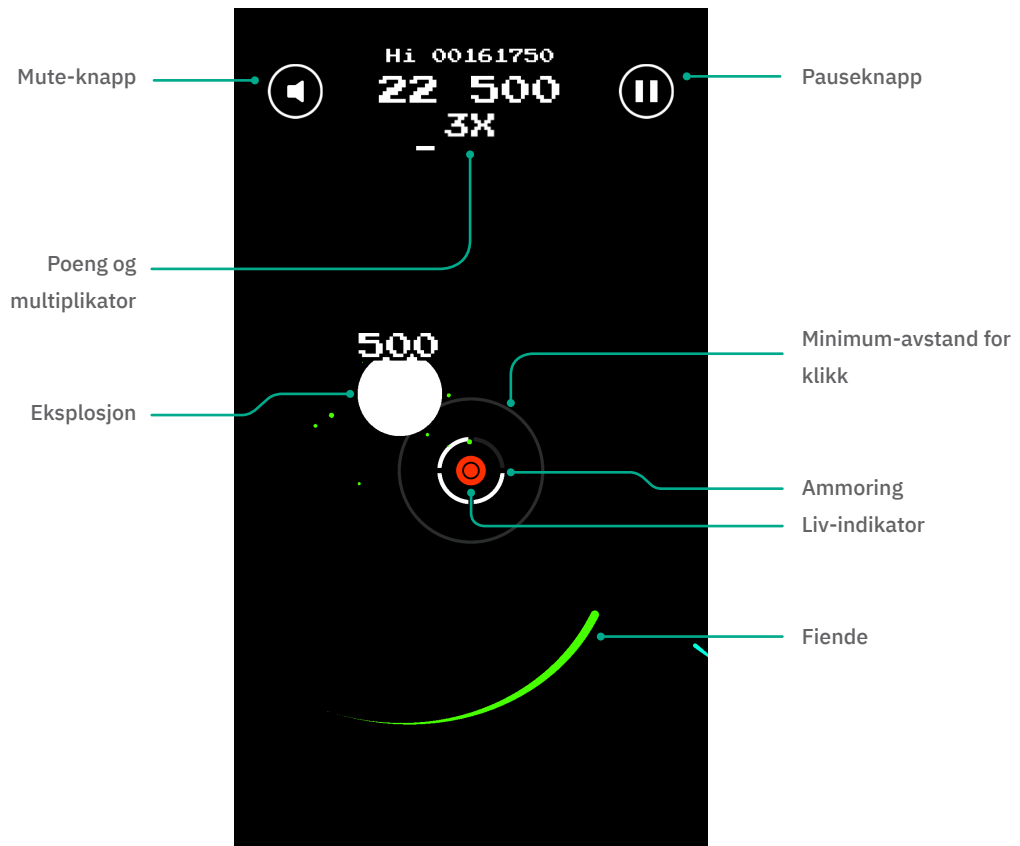 Mute-knapp
Hi 00161750
22 500
3X
Pauseknapp
Poeng og
multiplikator
500
Eksplosjon
Minimum-avstand for
klikk
Ammoring
Liv-indikator
Fiende